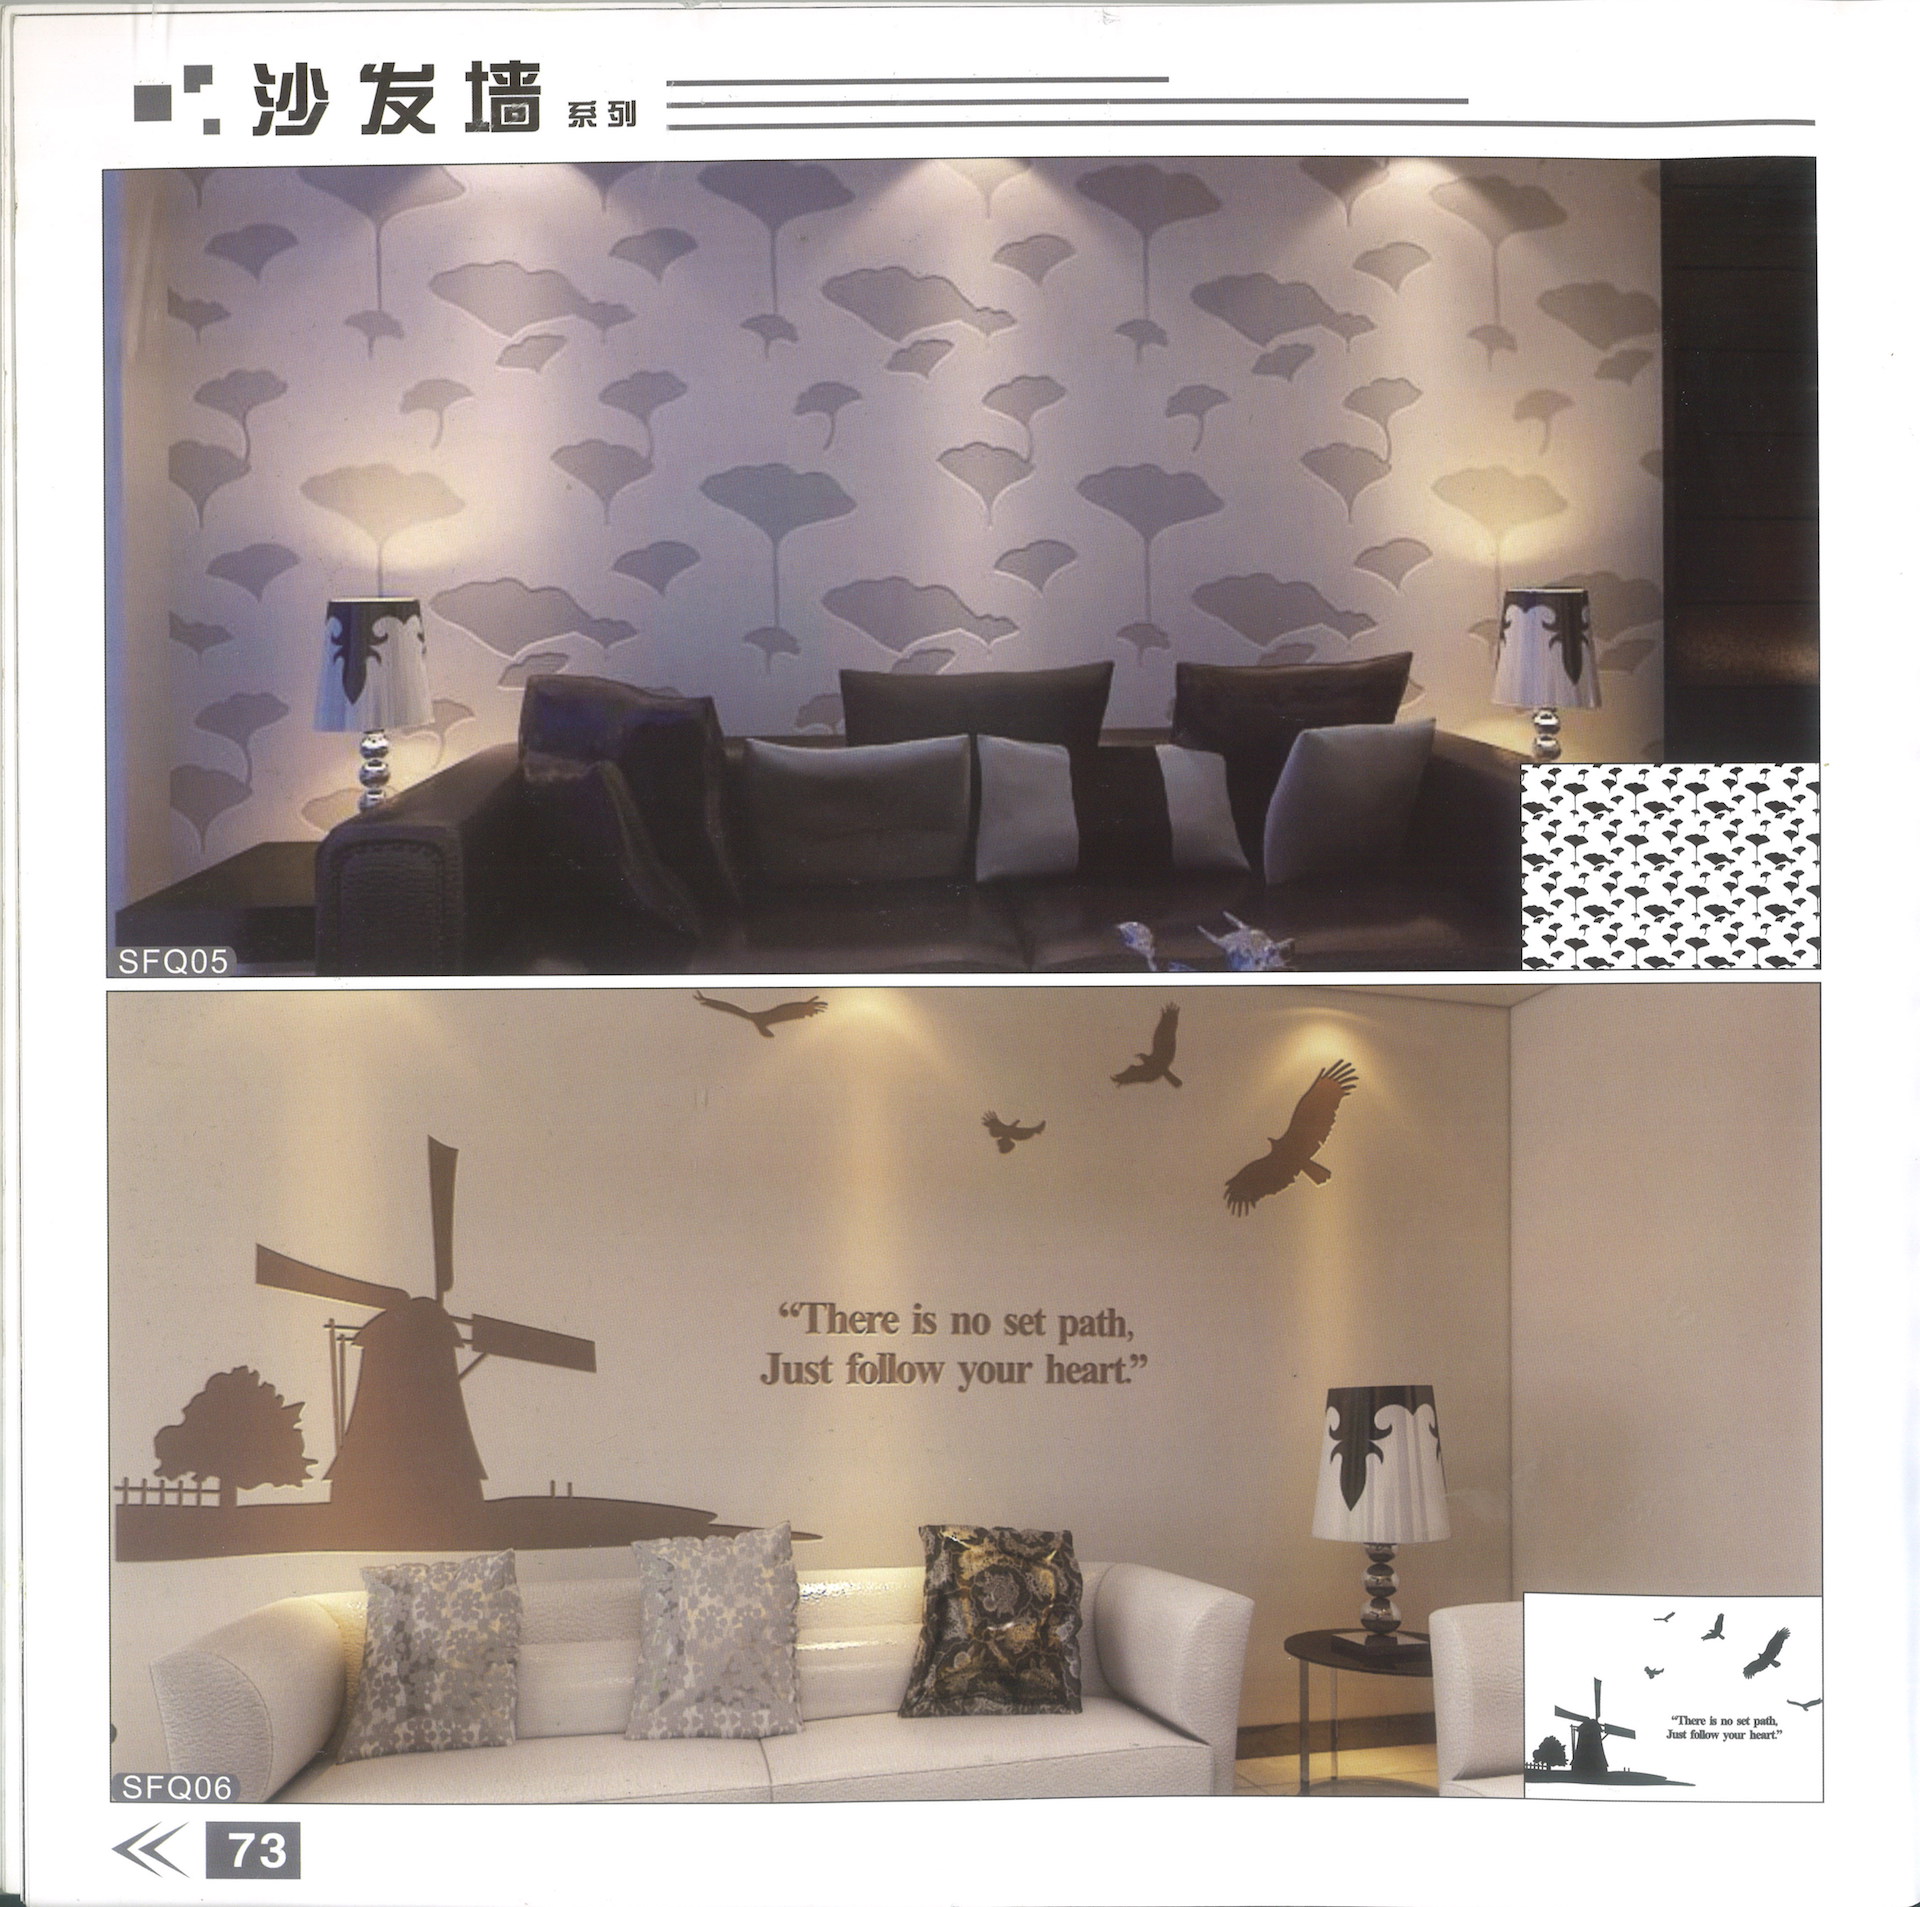 沙发墙 系列
SFQ05
“There is no set path,
Just follow your heart.”
“There is no set path,
Just follow your heart.”
SFQ06
73